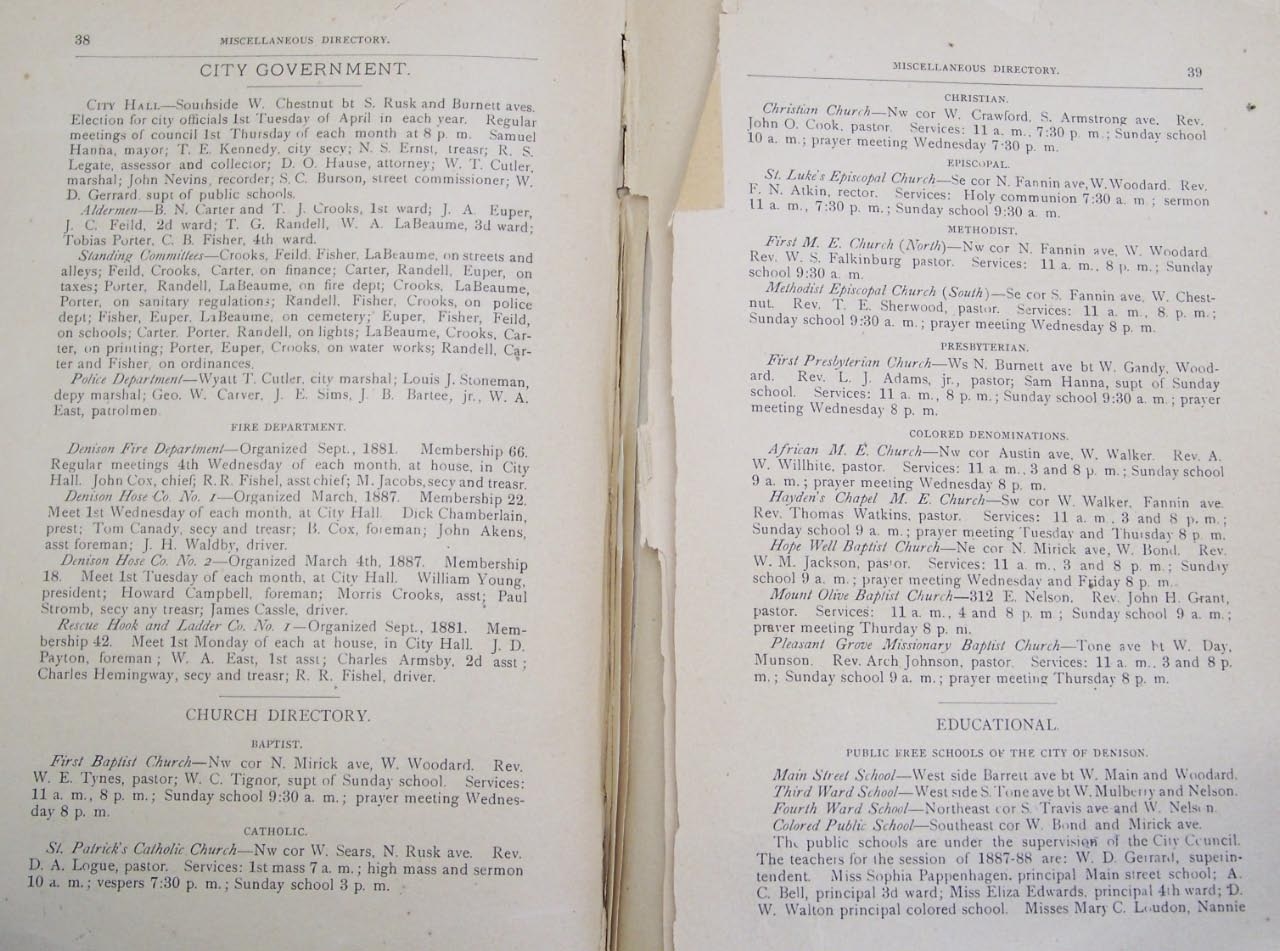 38
MISCELLANEOUS DIRECTORY.
CITY GOVERNMENT.
CITY HALL—Southside W. Chestnut bt S. Rusk and Burnett aves.
Election for city officials 1st Tuesday of April in each year. Regular
meetings of council 1st Thursday of each month at 8 p. m. Samuel
Hanna, mayor; T. E. Kennedy, city secy; N. S. Ernst, treasr; R. S.
Legate, assessor and collector; D. O. Hause, attorney; W. T. Cutler,
marshal; John Nevins, recorder; S. C. Burson, street commissioner; W.
D. Gerrard supt of public schools.
Aldermen—B. N. Carter and T. J. Crooks, 1st ward; J. A. Euper,
J. C. Feild, 2d ward; T. G. Randell, W. A. LaBeaume, 3d ward;
Tobias Porter, C. B. Fisher, 4th ward.
Standing Committees—Crooks, Feild, Fisher, LaBeaume, on streets and
alleys; Feild, Crooks, Carter, on finance; Carter, Randell, Euper, on
taxes; Porter, Randell, LaBeaume, on fire dept; Crooks, LaBeaume,
Porter, on sanitary regulations; Randell, Fisher, Crooks, on police
dept; Fisher, Euper, LaBeaume, on cemetery; Euper, Fisher, Feild,
on schools; Carter, Porter, Randell, on lights; LaBeaume, Crooks, Car-
ter, on printing; Porter, Euper, Crooks, on water works; Randell, Car-
ter and Fisher, on ordinances.
Police Department—Wyatt T. Cutler, city marshal; Louis J. Stoneman,
depy marshal; Geo. W. Carver, J. E. Sims, J. B. Bartee, jr., W. A.
East, patrolmen.
FIRE DEPARTMENT.
Denison Fire Department—Organized Sept., 1881. Membership 66.
Regular meetings 4th Wednesday of each month, at house, in City
Hall. John Cox, chief; R. R. Fishel, asst chief; M. Jacobs, secy and treasr.
Denison Hose Co. No. 1—Organized March, 1887. Membership 22.
Meet 1st Wednesday of each month, at City Hall. Dick Chamberlain,
prest; Tom Canady, secy and treasr; B. Cox, foreman; John Akens,
asst foreman; J. H. Waldby, driver.
Denison Hose Co. No. 2—Organized March 4th, 1887. Membership
18. Meet 1st Tuesday of each month, at City Hall. William Young,
president; Howard Campbell, foreman; Morris Crooks, asst; Paul
Stromb, secy any treasr; James Cassle, driver.
Rescue Hook and Ladder Co. No. 1—Organized Sept., 1881. Mem-
bership 42. Meet 1st Monday of each at house, in City Hall. J. D.
Payton, foreman; W. A. East, 1st asst; Charles Armsby, 2d asst;
Charles Hemingway, secy and treasr; R. R. Fishel, driver.
CHURCH DIRECTORY.
BAPTIST.
First Baptist Church—Nw cor N. Mirick ave, W. Woodard. Rev.
W. E. Tynes, pastor; W. C. Tignor, supt of Sunday school. Services:
11 a. m., 8 p. m.; Sunday school 9:30 a. m.; prayer meeting Wednes-
day 8 p. m.
CATHOLIC.
St. Patrick's Catholic Church—Nw cor W. Sears, N. Rusk ave. Rev.
D. A. Logue, pastor. Services: 1st mass 7 a. m.; high mass and sermon
10 a. m.; vespers 7:30 p. m.; Sunday school 3 p. m.
MISCELLANEOUS DIRECTORY.
39
CHRISTIAN.
Christian Church—Nw cor W. Crawford, S. Armstrong ave. Rev.
John O. Cook, pastor. Services: 11 a. m., 7:30 p. m.; Sunday school
10 a. m.; prayer meeting Wednesday 7:30 p. m.
EPISCOPAL.
St. Luke's Episcopal Church—Se cor N. Fannin ave, W. Woodard. Rev.
F. N. Atkin, rector. Services: Holy communion 7:30 a. m; sermon
11 a. m., 7:30 p. m.; Sunday school 9:30 a. m.
METHODIST.
First M. E. Church (North)—Nw cor N. Fannin ave, W. Woodard
Rev. W. S. Falkinburg pastor. Services: 11 a. m., 8 p. m.; Sunday
school 9:30 a. m.
Methodist Episcopal Church (South)—Se cor S. Fannin ave, W. Chest-
nut. Rev. T. E. Sherwood, pastor. Services: 11 a. m., 8 p. m.;
Sunday school 9:30 a. m.; prayer meeting Wednesday 8 p. m.
PRESBYTERIAN.
First Presbyterian Church—Ws N. Burnett ave bt W. Gandy, Wood-
ard. Rev. L. J. Adams, jr., pastor; Sam Hanna, supt of Sunday
school. Services: 11 a. m., 8 p. m.; Sunday school 9:30 a. m.; prayer
meeting Wednesday 8 p. m.
COLORED DENOMINATIONS.
African M. E. Church—Nw cor Austin ave, W. Walker. Rev. A.
W. Willhite, pastor. Services: 11 a m., 3 and 8 p. m.; Sunday school
9 a. m.; prayer meeting Wednesday 8 p. m.
Hayden's Chapel M. E. Church—Sw cor W. Walker, Fannin ave.
Rev. Thomas Watkins, pastor. Services: 11 a. m., 3 and 8 p. m.;
Sunday school 9 a. m.; prayer meeting Tuesday and Thursday 8 p. m.
Hope Well Baptist Church—Ne cor N. Mirick ave, W. Bond. Rev.
W. M. Jackson, pastor. Services: 11 a. m., 3 and 8 p. m.; Sunday
school 9 a. m.; prayer meeting Wednesday and Friday 8 p. m.
Mount Olive Baptist Church—312 E. Nelson. Rev. John H. Grant,
pastor. Services: 11 a. m., 4 and 8 p. m; Sunday school 9 a. m.;
prayer meeting Thurday 8 p. m.
Pleasant Grove Missionary Baptist Church—Tone ave bt W. Day,
Munson. Rev. Arch Johnson, pastor. Services: 11 a. m., 3 and 8 p.
m.; Sunday school 9 a. m.; prayer meeting Thursday 8 p. m.
EDUCATIONAL.
PUBLIC FREE SCHOOLS OF THE CITY OF DENISON.
Main Street School—West side Barrett ave bt W. Main and Woodard.
Third Ward School—West side S. Tone ave bt W. Mulberry and Nelson.
Fourth Ward School—Northeast cor S. Travis ave and W. Nelson.
Colored Public School—Southeast cor W. Bond and Mirick ave.
The public schools are under the supervision of the City Council.
The teachers for the session of 1887-88 are: W. D. Gerrard, superin-
tendent. Miss Sophia Pappenhagen, principal Main street school; A.
C. Bell, principal 3d ward; Miss Eliza Edwards, principal 4th ward; D.
W. Walton principal colored school. Misses Mary C. Loudon, Nannie